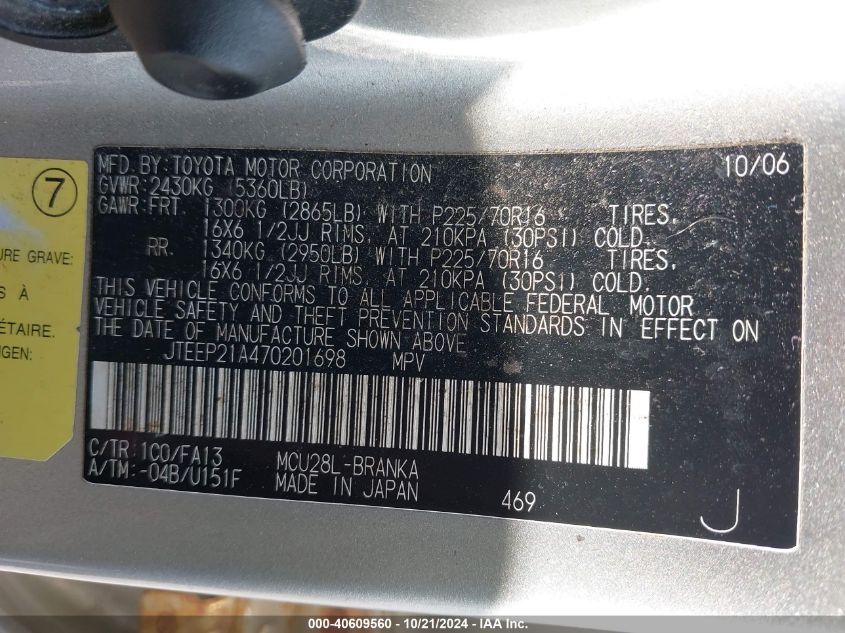 MFD. BY: TOYOTA MOTOR CORPORATION 10/06
GVWR: 2430KG (5360LB)
GAWR: FRT. 1300KG (2865LB) WITH P225/70R16 TIRES,
16X6 1/2JJ RIMS, AT 210KPA (30PSI) COLD.
RR. 1340KG (2950LB) WITH P225/70R16 TIRES,
16X6 1/2JJ RIMS, AT 210KPA (30PSI) COLD.
THIS VEHICLE CONFORMS TO ALL APPLICABLE FEDERAL MOTOR
VEHICLE SAFETY AND THEFT PREVENTION STANDARDS IN EFFECT ON
THE DATE OF MANUFACTURE SHOWN ABOVE.
JTEEP21A470201698 MPV
C/TR: 1C0/FA13 MCU28L-BRANKA
A/TM: -04B/U151F MADE IN JAPAN
469
J
7
URE GRAVE:
S À
ÉTAIRE.
NGEN:
000-40609560 - 10/21/2024 - IAA Inc.